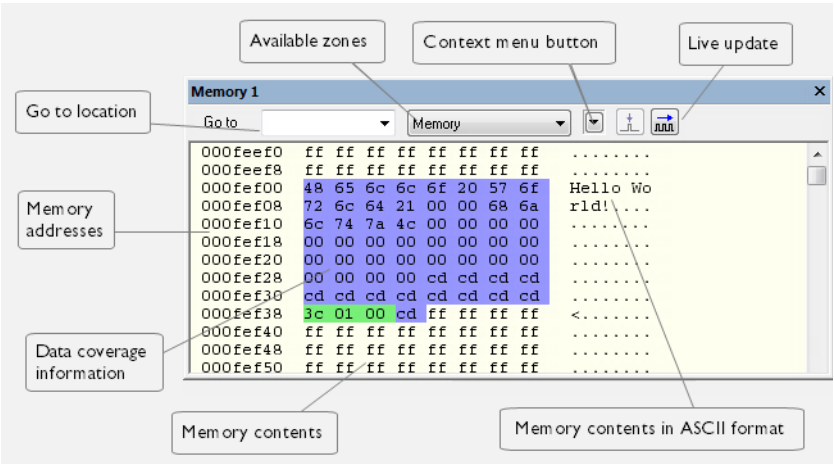 Available zones
Context menu button
Live update
Go to location
Memory 1
Go to
Memory
000feef0 ff ff ff ff ff ff ff ff ........
000feef8 ff ff ff ff ff ff ff ff ........
000fef00 48 65 6c 6c 6f 20 57 6f Hello Wo
000fef08 72 6c 64 21 00 00 68 6a rld!....
000fef10 6c 74 7a 4c 00 00 00 00 ........
000fef18 00 00 00 00 00 00 00 00 ........
000fef20 00 00 00 00 00 00 00 00 ........
000fef28 00 00 00 00 cd cd cd cd ........
000fef30 cd cd cd cd cd cd cd cd ........
000fef38 3c 01 00 cd ff ff ff ff <.......
000fef40 ff ff ff ff ff ff ff ff ........
000fef48 ff ff ff ff ff ff ff ff ........
000fef50 ff ff ff ff ff ff ff ff ........
Memory
addresses
Data coverage
information
Memory contents
Memory contents in ASCII format